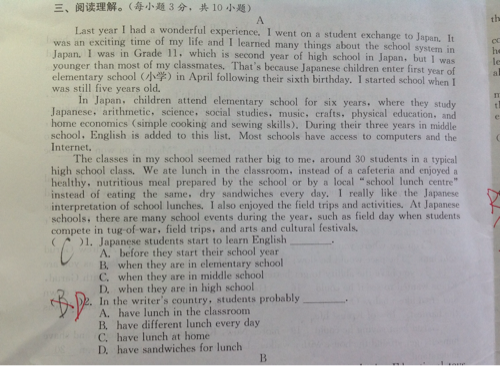 三、阅读理解。(每小题3分,共10小题)
A
Last year I had a wonderful experience. I went on a student exchange to Japan. It
was an exciting time of my life and I learned many things about the school system in
Japan. I was in Grade 11, which is second year of high school in Japan, but I was
younger than most of my classmates. That's because Japanese children enter first year of
elementary school (小学) in April following their sixth birthday. I started school when I
was still five years old.
In Japan, children attend elementary school for six years, where they study
Japanese, arithmetic, science, social studies, music, crafts, physical education, and
home economics (simple cooking and sewing skills). During their three years in middle
school, English is added to this list. Most schools have access to computers and the
Internet.
The classes in my school seemed rather big to me, around 30 students in a typical
high school class. We ate lunch in the classroom, instead of a cafeteria and enjoyed a
healthy, nutritious meal prepared by the school or by a local "school lunch centre"
instead of eating the same, dry sandwiches every day. I really like the Japanese
interpretation of school lunches. I also enjoyed the field trips and activities. At Japanese
schools, there are many school events during the year, such as field day when students
compete in tug-of-war, field trips, and arts and cultural festivals.
( C )1. Japanese students start to learn English ________.
A. before they start their school year
B. when they are in elementary school
C. when they are in middle school
D. when they are in high school
B D 2. In the writer's country, students probably ________.
A. have lunch in the classroom
B. have different lunch every day
C. have lunch at home
D. have sandwiches for lunch
B